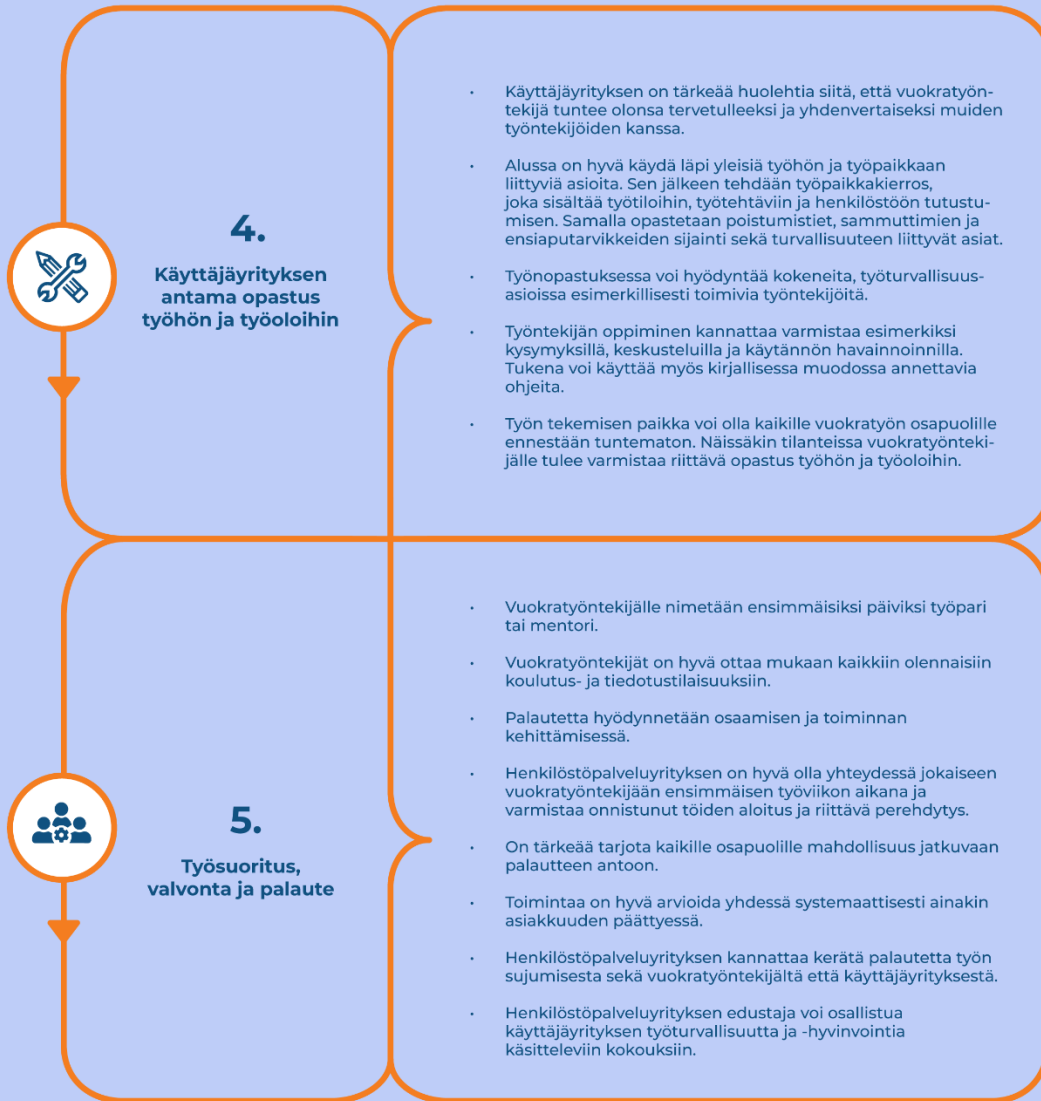 4.
Käyttäjäyrityksen
antama opastus
työhön ja työoloihin
• Käyttäjäyrityksen on tärkeää huolehtia siitä, että vuokratyön-
tekijä tuntee olonsa tervetulleeksi ja yhdenvertaiseksi muiden
työntekijöiden kanssa.
• Alussa on hyvä käydä läpi yleisiä työhön ja työpaikkaan
liittyviä asioita. Sen jälkeen tehdään työpaikkakierros,
joka sisältää työtiloihin, työtehtäviin ja henkilöstöön tutustu-
misen. Samalla opastetaan poistumistiet, sammuttimien ja
ensiaputarvikkeiden sijainti sekä turvallisuuteen liittyvät asiat.
• Työnopastuksessa voi hyödyntää kokeneita, työturvallisuus-
asioissa esimerkillisesti toimivia työntekijöitä.
• Työntekijän oppiminen kannattaa varmistaa esimerkiksi
kysymyksillä, keskusteluilla ja käytännön havainnoinnilla.
Tukena voi käyttää myös kirjallisessa muodossa annettavia
ohjeita.
• Työn tekemisen paikka voi olla kaikille vuokratyön osapuolille
ennestään tuntematon. Näissäkin tilanteissa vuokratyönteki-
jälle tulee varmistaa riittävä opastus työhön ja työoloihin.
5.
Työsuoritus,
valvonta ja palaute
• Vuokratyöntekijälle nimetään ensimmäisiksi päiviksi työpari
tai mentori.
• Vuokratyöntekijät on hyvä ottaa mukaan kaikkiin olennaisiin
koulutus- ja tiedotustilaisuuksiin.
• Palautetta hyödynnetään osaamisen ja toiminnan
kehittämisessä.
• Henkilöstöpalveluyrityksen on hyvä olla yhteydessä jokaiseen
vuokratyöntekijään ensimmäisen työviikon aikana ja
varmistaa onnistunut töiden aloitus ja riittävä perehdytys.
• On tärkeää tarjota kaikille osapuolille mahdollisuus jatkuvaan
palautteen antoon.
• Toimintaa on hyvä arvioida yhdessä systemaattisesti ainakin
asiakkuuden päättyessä.
• Henkilöstöpalveluyrityksen kannattaa kerätä palautetta työn
sujumisesta sekä vuokratyöntekijältä että käyttäjäyrityksestä.
• Henkilöstöpalveluyrityksen edustaja voi osallistua
käyttäjäyrityksen työturvallisuutta ja -hyvinvointia
käsitteleviin kokouksiin.